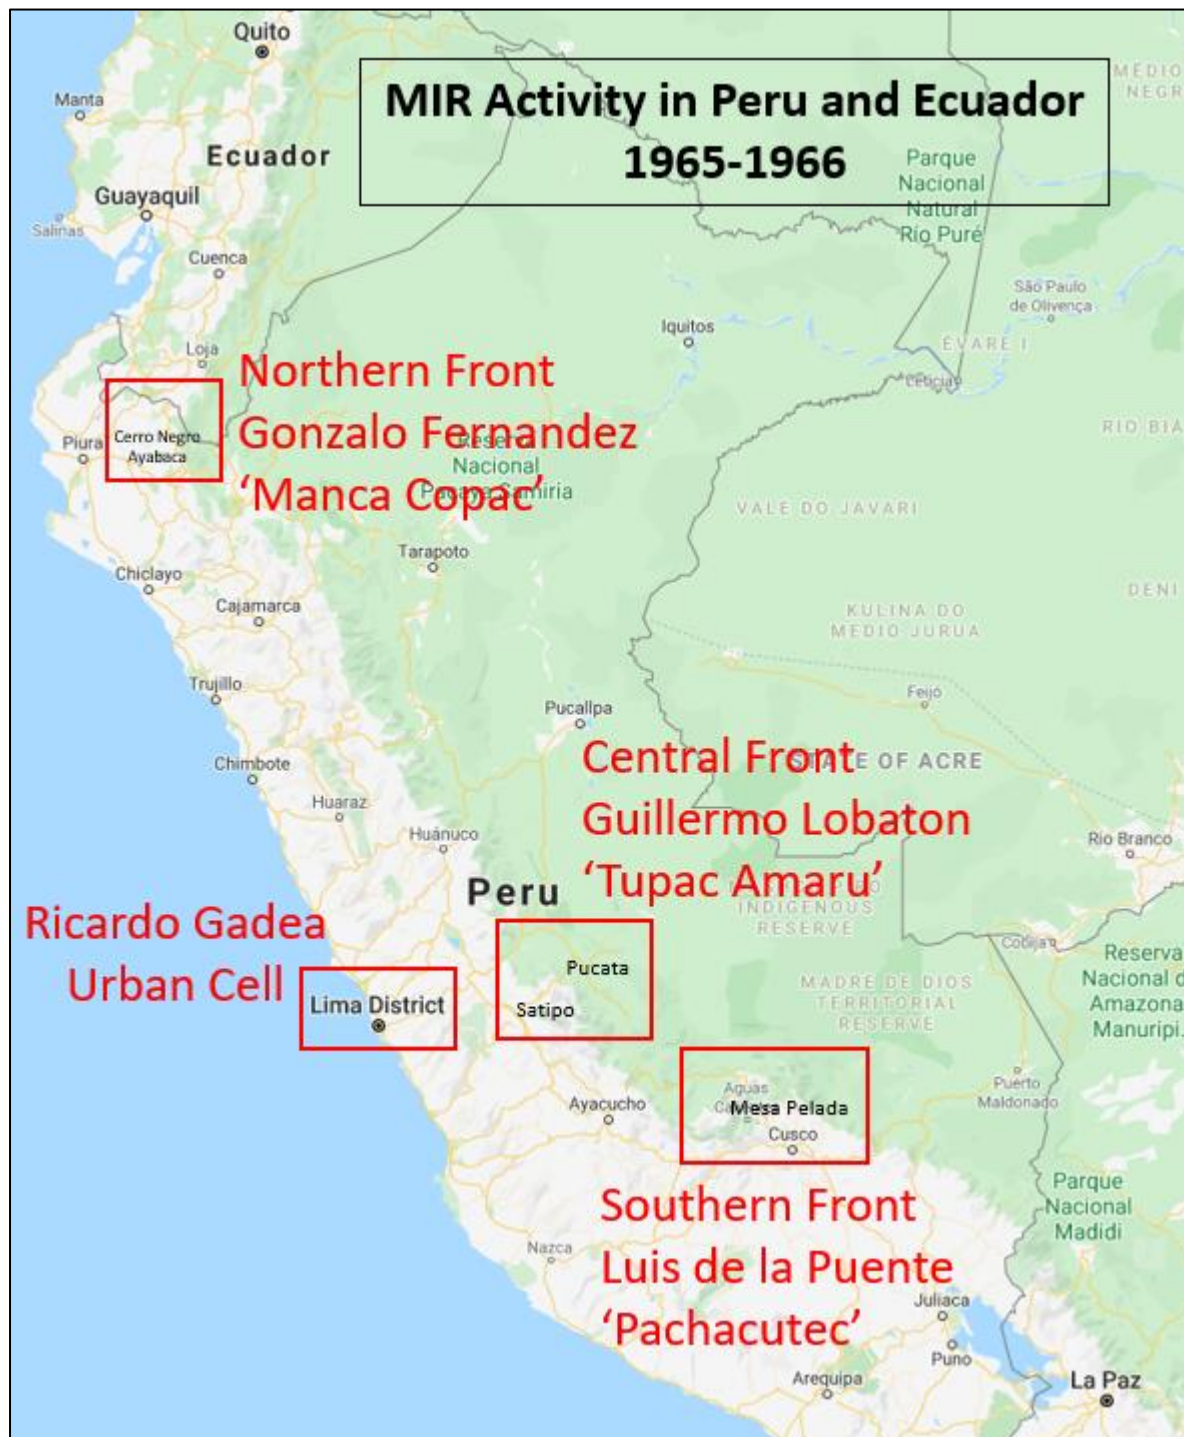 Quito
MIR Activity in Peru and Ecuador
1965-1966
MÉDIO
NEGR
Manta
Ecuador
Parque
Nacional
Natural
Río Puré
Guayaquil
Salinas
Cuenca
São Paulo
de Olivença
Iquitos
ÉVARE I
Loja
Leticia
Northern Front
Gonzalo Fernandez
'Manca Copac'
Cerro Negro
Ayabaca
Piura
Reserva
Nacional
Pacaya Samiria
RIO BIA
VALE DO JAVARI
Tarapoto
Chiclayo
DENI
Cajamarca
KULINA DO
MEDIO JURUA
Trujillo
Feijó
Pucallpa
Chimbote
Central Front
Guillermo Lobaton
'Tupac Amaru'
STATE OF ACRE
Huaraz
Huánuco
Rio Branco
Peru
INDIGENOUS
RESERVE
Ricardo Gadea
Urban Cell
Cobija
Reserva
Nacional d
Amazona
Manuripi.
Pucata
Satipo
MADRE DE DIOS
TERRITORIAL
RESERVE
Lima District
Aguas
Mesa Pelada
Cusco
Ayacucho
Puerto
Maldonado
Southern Front
Luis de la Puente
'Pachacutec'
Parque
Nacional
Madidi
Nazca
Juliaca
Puno
Arequipa
La Paz